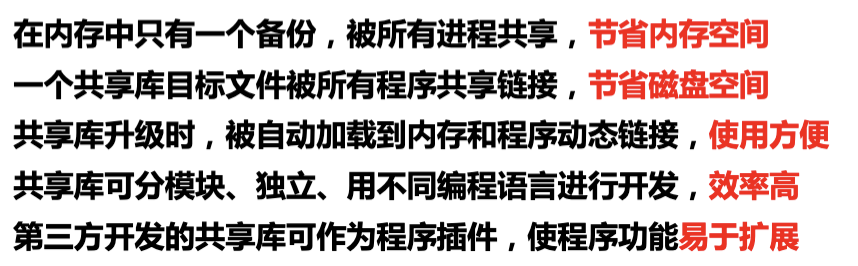 在内存中只有一个备份，被所有进程共享，节省内存空间
一个共享库目标文件被所有程序共享链接，节省磁盘空间
共享库升级时，被自动加载到内存和程序动态链接，使用方便
共享库可分模块、独立、用不同编程语言进行开发，效率高
第三方开发的共享库可作为程序插件，使程序功能易于扩展